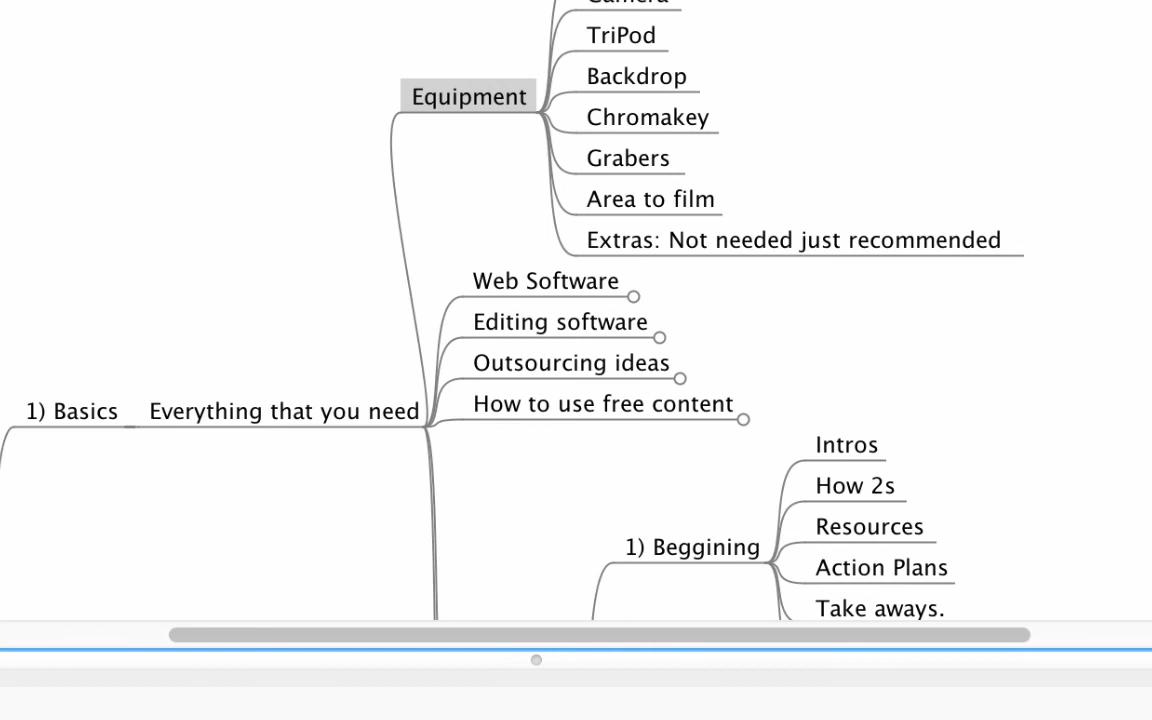 Camera
TriPod
Backdrop
Equipment
Chromakey
Grabers
Area to film
Extras: Not needed just recommended
Web Software
Editing software
Outsourcing ideas
How to use free content
1) Basics
Everything that you need
Intros
How 2s
Resources
1) Beggining
Action Plans
Take aways.